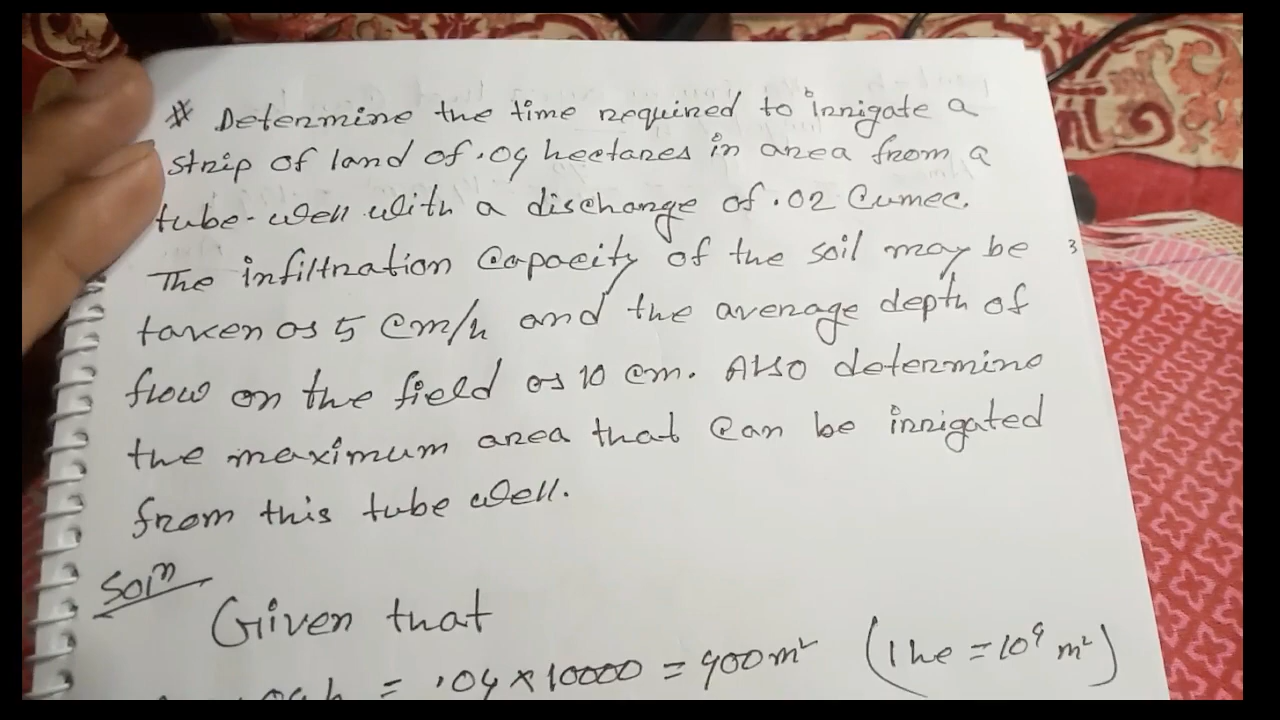 # Determine the time required to irrigate a
strip of land of .04 hectares in area from a
tube-well with a discharge of .02 Cumec.
The infiltration capacity of the soil may be
taken as 5 cm/h and the average depth of
flow on the field as 10 cm. Also determine
the maximum area that can be irrigated
from this tube well.
Soln
Given that
= .04 × 10000 = 400 m² (1 he = 10⁴ m²)